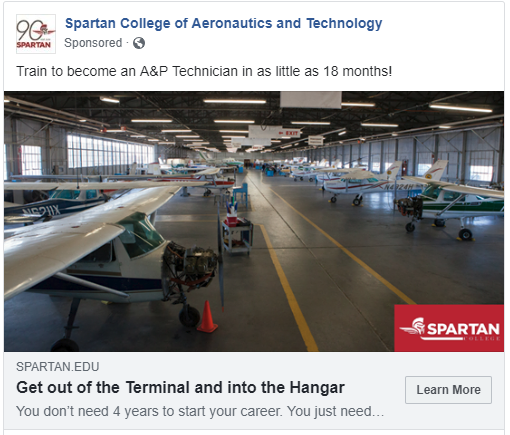 90
SPARTAN
Spartan College of Aeronautics and Technology
Sponsored ·
Train to become an A&P Technician in as little as 18 months!
EXIT
SPARTAN
COLLEGE
SPARTAN.EDU
Get out of the Terminal and into the Hangar
Learn More
You don't need 4 years to start your career. You just need…